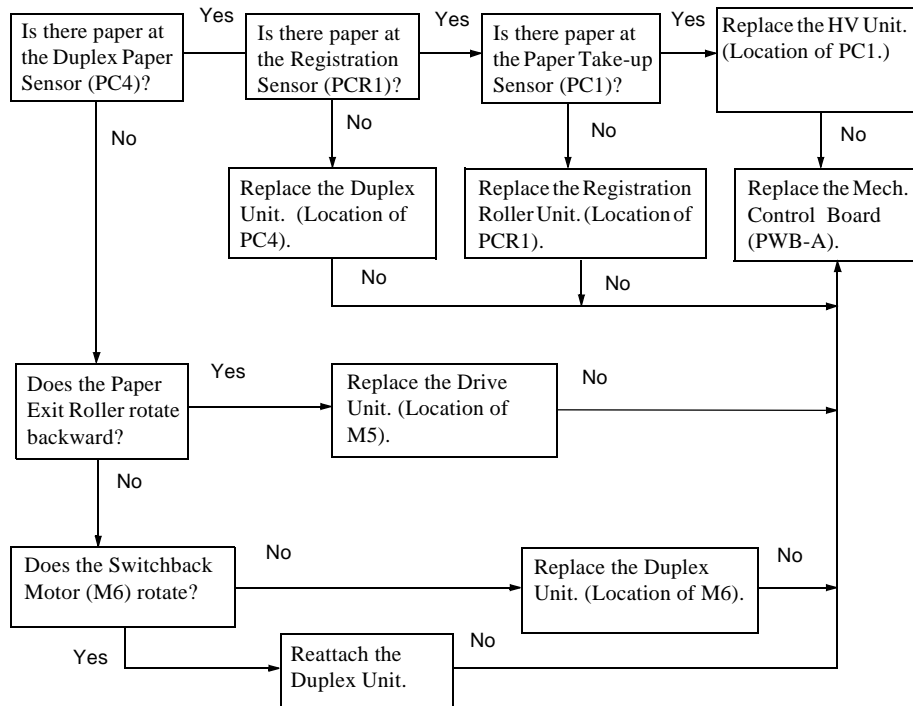 Yes
Yes
Yes
Is there paper at
the Duplex Paper
Sensor (PC4)?
Is there paper at
the Registration
Sensor (PCR1)?
Is there paper at
the Paper Take-up
Sensor (PC1)?
Replace the HV Unit.
(Location of PC1.)
No
No
No
No
Replace the Duplex
Unit. (Location of
PC4).
Replace the Registration
Roller Unit. (Location of
PCR1).
Replace the Mech.
Control Board
(PWB-A).
No
No
Does the Paper
Exit Roller rotate
backward?
Yes
Replace the Drive
Unit. (Location of
M5).
No
No
Does the Switchback
Motor (M6) rotate?
No
Replace the Duplex
Unit. (Location of M6).
No
Yes
Reattach the
Duplex Unit.
No